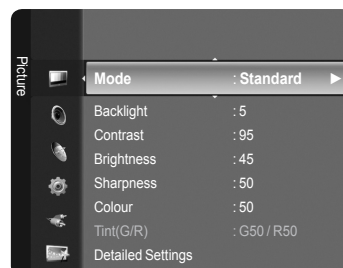 Picture
Mode : Standard
Backlight : 5
Contrast : 95
Brightness : 45
Sharpness : 50
Colour : 50
Tint(G/R) : G50 / R50
Detailed Settings